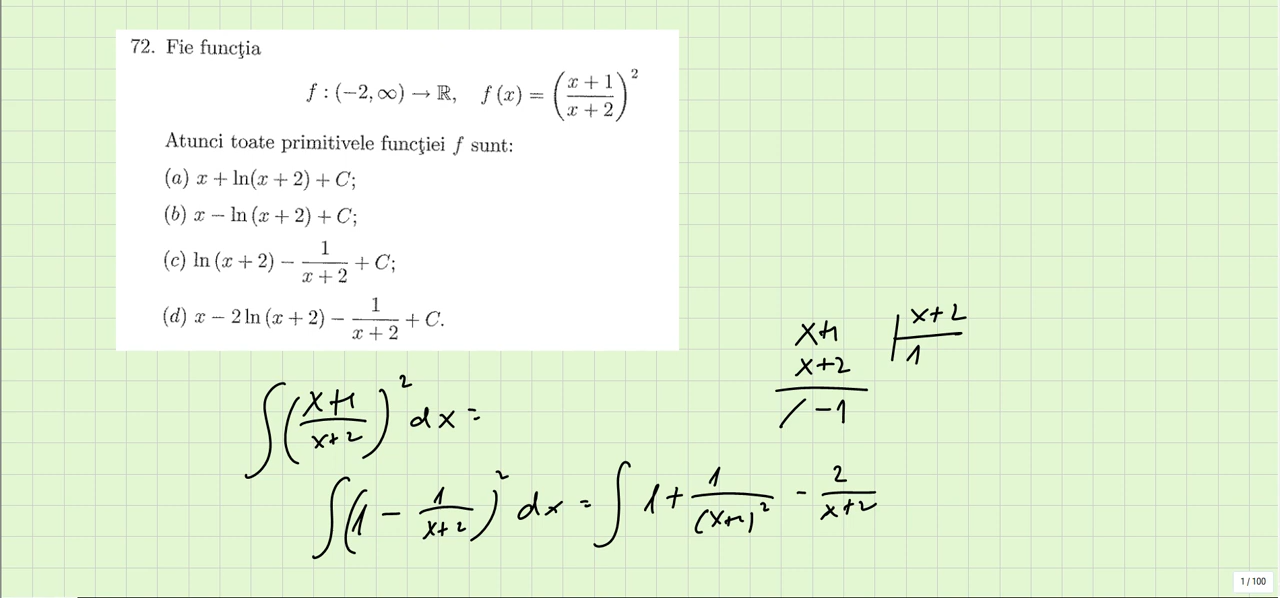 72. Fie funcţia
f : (−2, ∞) → ℝ, f (x) = ((x + 1)/(x + 2))²
Atunci toate primitivele funcţiei f sunt:
(a) x + ln(x + 2) + C;
(b) x − ln (x + 2) + C;
(c) ln (x + 2) − 1/(x + 2) + C;
(d) x − 2 ln (x + 2) − 1/(x + 2) + C.
x+1 | x+2
x+2 | 1
/ −1
∫((x+1)/(x+2))² dx =
∫(1 − 1/(x+2))² dx = ∫ 1 + 1/(x+2)² − 2/(x+2)
1 / 100